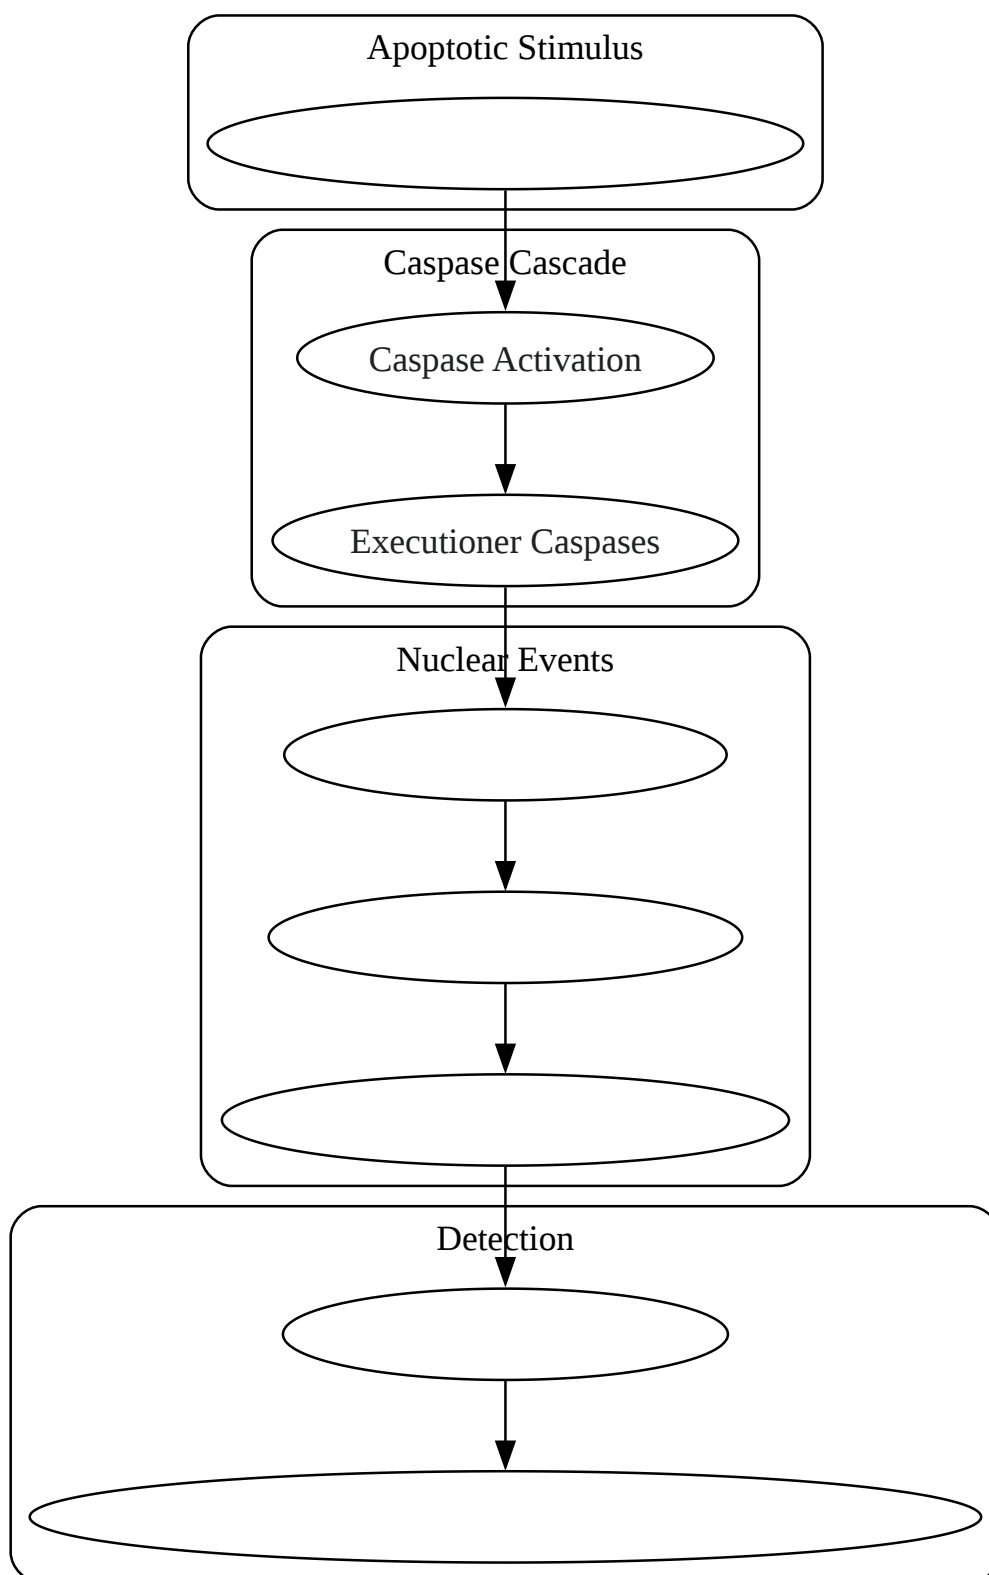 Apoptotic Stimulus
Caspase Cascade
Caspase Activation
Executioner Caspases
Nuclear Events
Detection